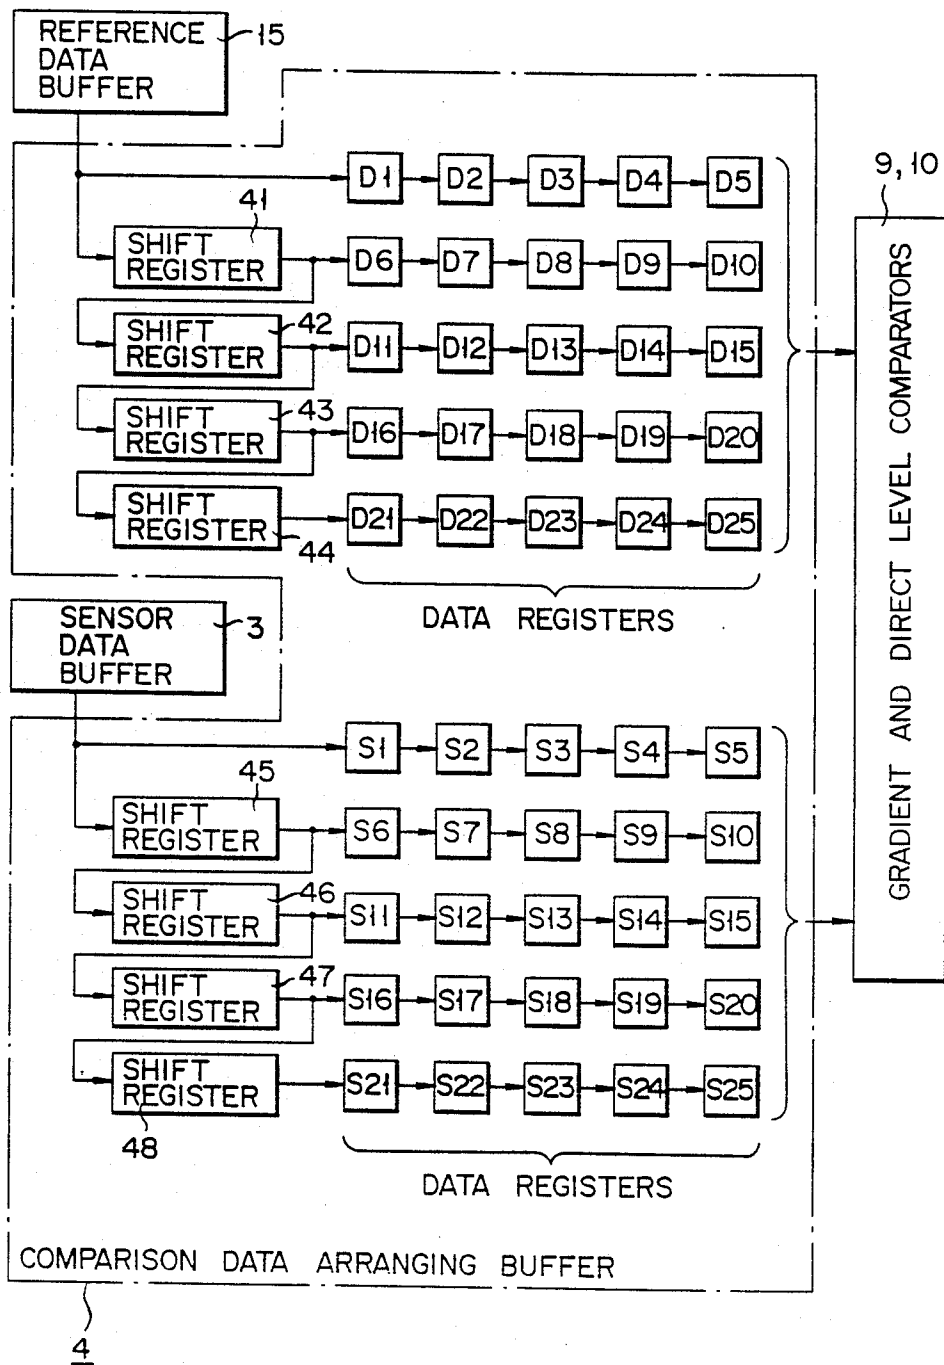 REFERENCE DATA BUFFER
15
9, 10
D1 D2 D3 D4 D5
41
SHIFT REGISTER
D6 D7 D8 D9 D10
SHIFT REGISTER
42
D11 D12 D13 D14 D15
SHIFT REGISTER
43
D16 D17 D18 D19 D20
SHIFT REGISTER
44
D21 D22 D23 D24 D25
DATA REGISTERS
GRADIENT AND DIRECT LEVEL COMPARATORS
SENSOR DATA BUFFER
3
S1 S2 S3 S4 S5
45
SHIFT REGISTER
S6 S7 S8 S9 S10
SHIFT REGISTER
46
S11 S12 S13 S14 S15
SHIFT REGISTER
47
S16 S17 S18 S19 S20
SHIFT REGISTER
48
S21 S22 S23 S24 S25
DATA REGISTERS
COMPARISON DATA ARRANGING BUFFER
4